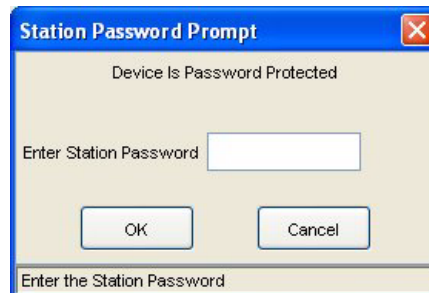 Station Password Prompt
Device Is Password Protected
Enter Station Password
OK Cancel
Enter the Station Password